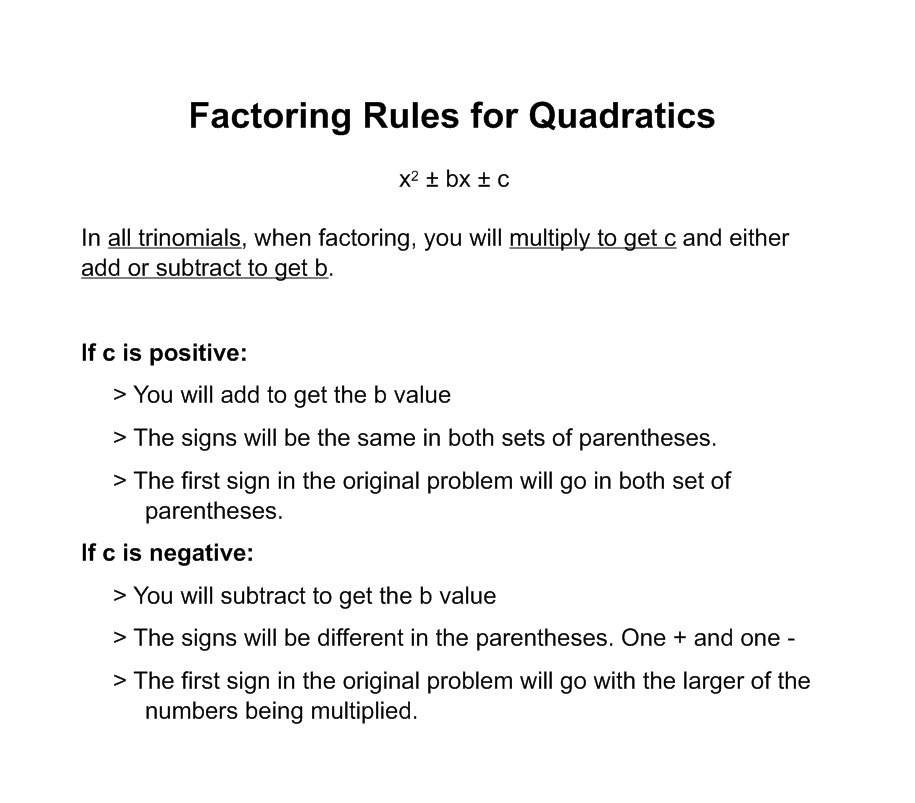 Factoring Rules for Quadratics
x² ± bx ± c
In all trinomials, when factoring, you will multiply to get c and either
add or subtract to get b.
If c is positive:
> You will add to get the b value
> The signs will be the same in both sets of parentheses.
> The first sign in the original problem will go in both set of
parentheses.
If c is negative:
> You will subtract to get the b value
> The signs will be different in the parentheses. One + and one -
> The first sign in the original problem will go with the larger of the
numbers being multiplied.